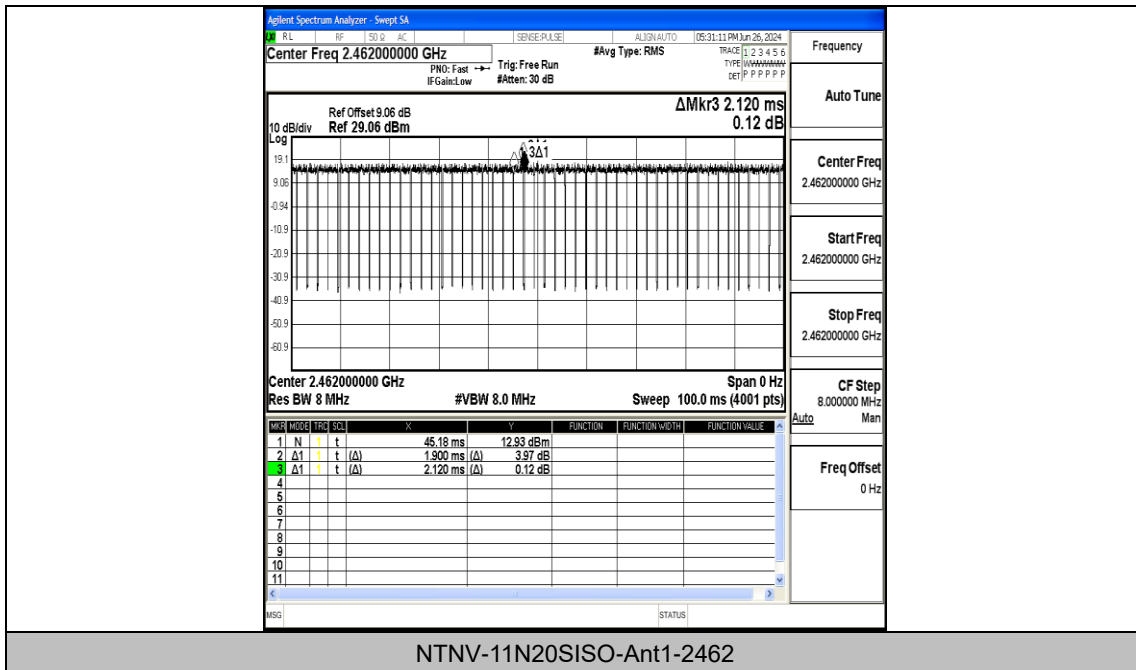 Agilent Spectrum Analyzer - Swept SA
RL RF 50 Ω AC SENSE:PULSE ALIGN AUTO 05:31:11 PM Jun 26, 2024
Center Freq 2.462000000 GHz
#Avg Type: RMS
TRACE 1 2 3 4 5 6
TYPE
DET P P P P P P
PNO: Fast
IFGain:Low
Trig: Free Run
#Atten: 30 dB
ΔMkr3 2.120 ms
0.12 dB
Ref Offset 9.06 dB
10 dB/div Ref 29.06 dBm
Log
3Δ1
19.1
9.06
-0.94
-10.9
-20.9
-30.9
-40.9
-50.9
-60.9
Center 2.462000000 GHz Span 0 Hz
Res BW 8 MHz #VBW 8.0 MHz Sweep 100.0 ms (4001 pts)
MKR MODE TRC SCL X Y FUNCTION FUNCTION WIDTH FUNCTION VALUE
1 N 1 t 45.18 ms 12.93 dBm
2 Δ1 1 t (Δ) 1.900 ms (Δ) 3.97 dB
3 Δ1 1 t (Δ) 2.120 ms (Δ) 0.12 dB
4
5
6
7
8
9
10
11
MSG STATUS
Frequency
Auto Tune
Center Freq
2.462000000 GHz
Start Freq
2.462000000 GHz
Stop Freq
2.462000000 GHz
CF Step
8.000000 MHz
Auto Man
Freq Offset
0 Hz
NTNV-11N20SISO-Ant1-2462